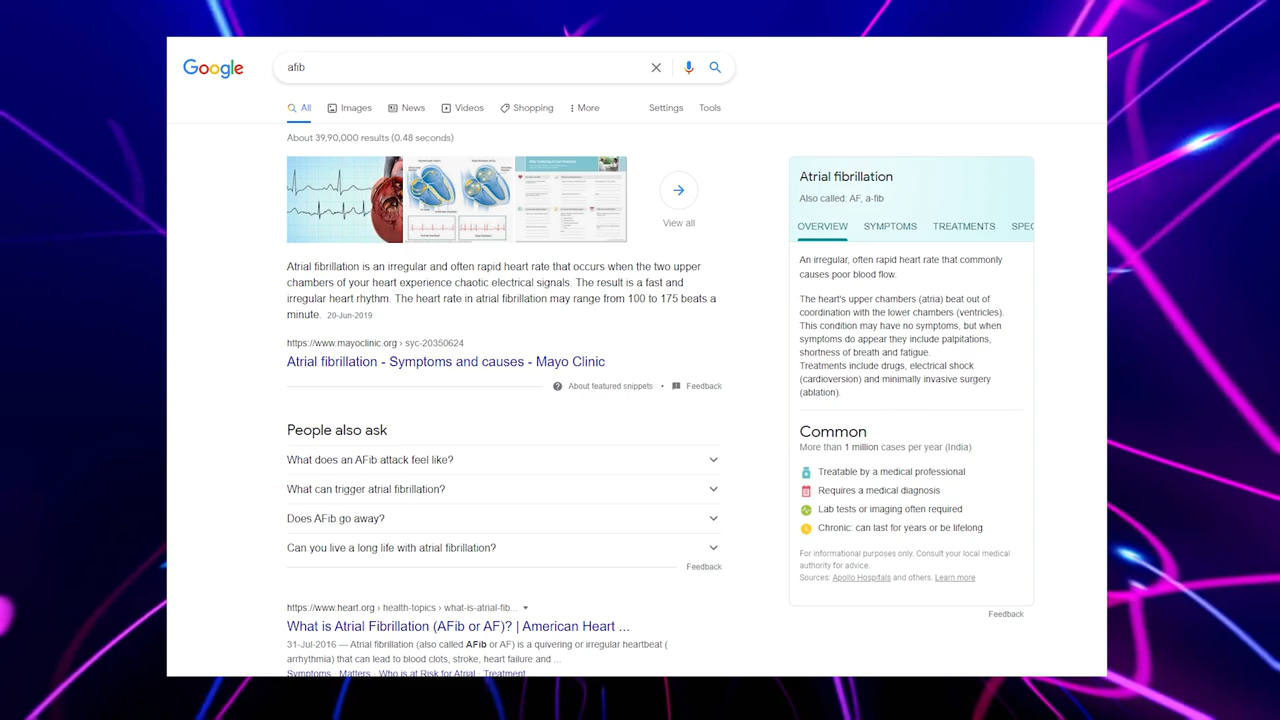 Google
afib
All
Images
News
Videos
Shopping
More
Settings
Tools
About 39,90,000 results (0.48 seconds)
View all
Atrial fibrillation is an irregular and often rapid heart rate that occurs when the two upper
chambers of your heart experience chaotic electrical signals. The result is a fast and
irregular heart rhythm. The heart rate in atrial fibrillation may range from 100 to 175 beats a
minute. 20-Jun-2019
https://www.mayoclinic.org › syc-20350624
Atrial fibrillation - Symptoms and causes - Mayo Clinic
About featured snippets • Feedback
People also ask
What does an AFib attack feel like?
What can trigger atrial fibrillation?
Does AFib go away?
Can you live a long life with atrial fibrillation?
Feedback
https://www.heart.org › health-topics › what-is-atrial-fib...
What is Atrial Fibrillation (AFib or AF)? | American Heart ...
31-Jul-2016 — Atrial fibrillation (also called AFib or AF) is a quivering or irregular heartbeat (
arrhythmia) that can lead to blood clots, stroke, heart failure and ...
Symptoms · Matters · Who is at Risk for Atrial · Treatment
Atrial fibrillation
Also called: AF, a-fib
OVERVIEW
SYMPTOMS
TREATMENTS
SPEC
An irregular, often rapid heart rate that commonly
causes poor blood flow.
The heart's upper chambers (atria) beat out of
coordination with the lower chambers (ventricles).
This condition may have no symptoms, but when
symptoms do appear they include palpitations,
shortness of breath and fatigue.
Treatments include drugs, electrical shock
(cardioversion) and minimally invasive surgery
(ablation).
Common
More than 1 million cases per year (India)
Treatable by a medical professional
Requires a medical diagnosis
Lab tests or imaging often required
Chronic: can last for years or be lifelong
For informational purposes only. Consult your local medical
authority for advice.
Sources: Apollo Hospitals and others. Learn more
Feedback